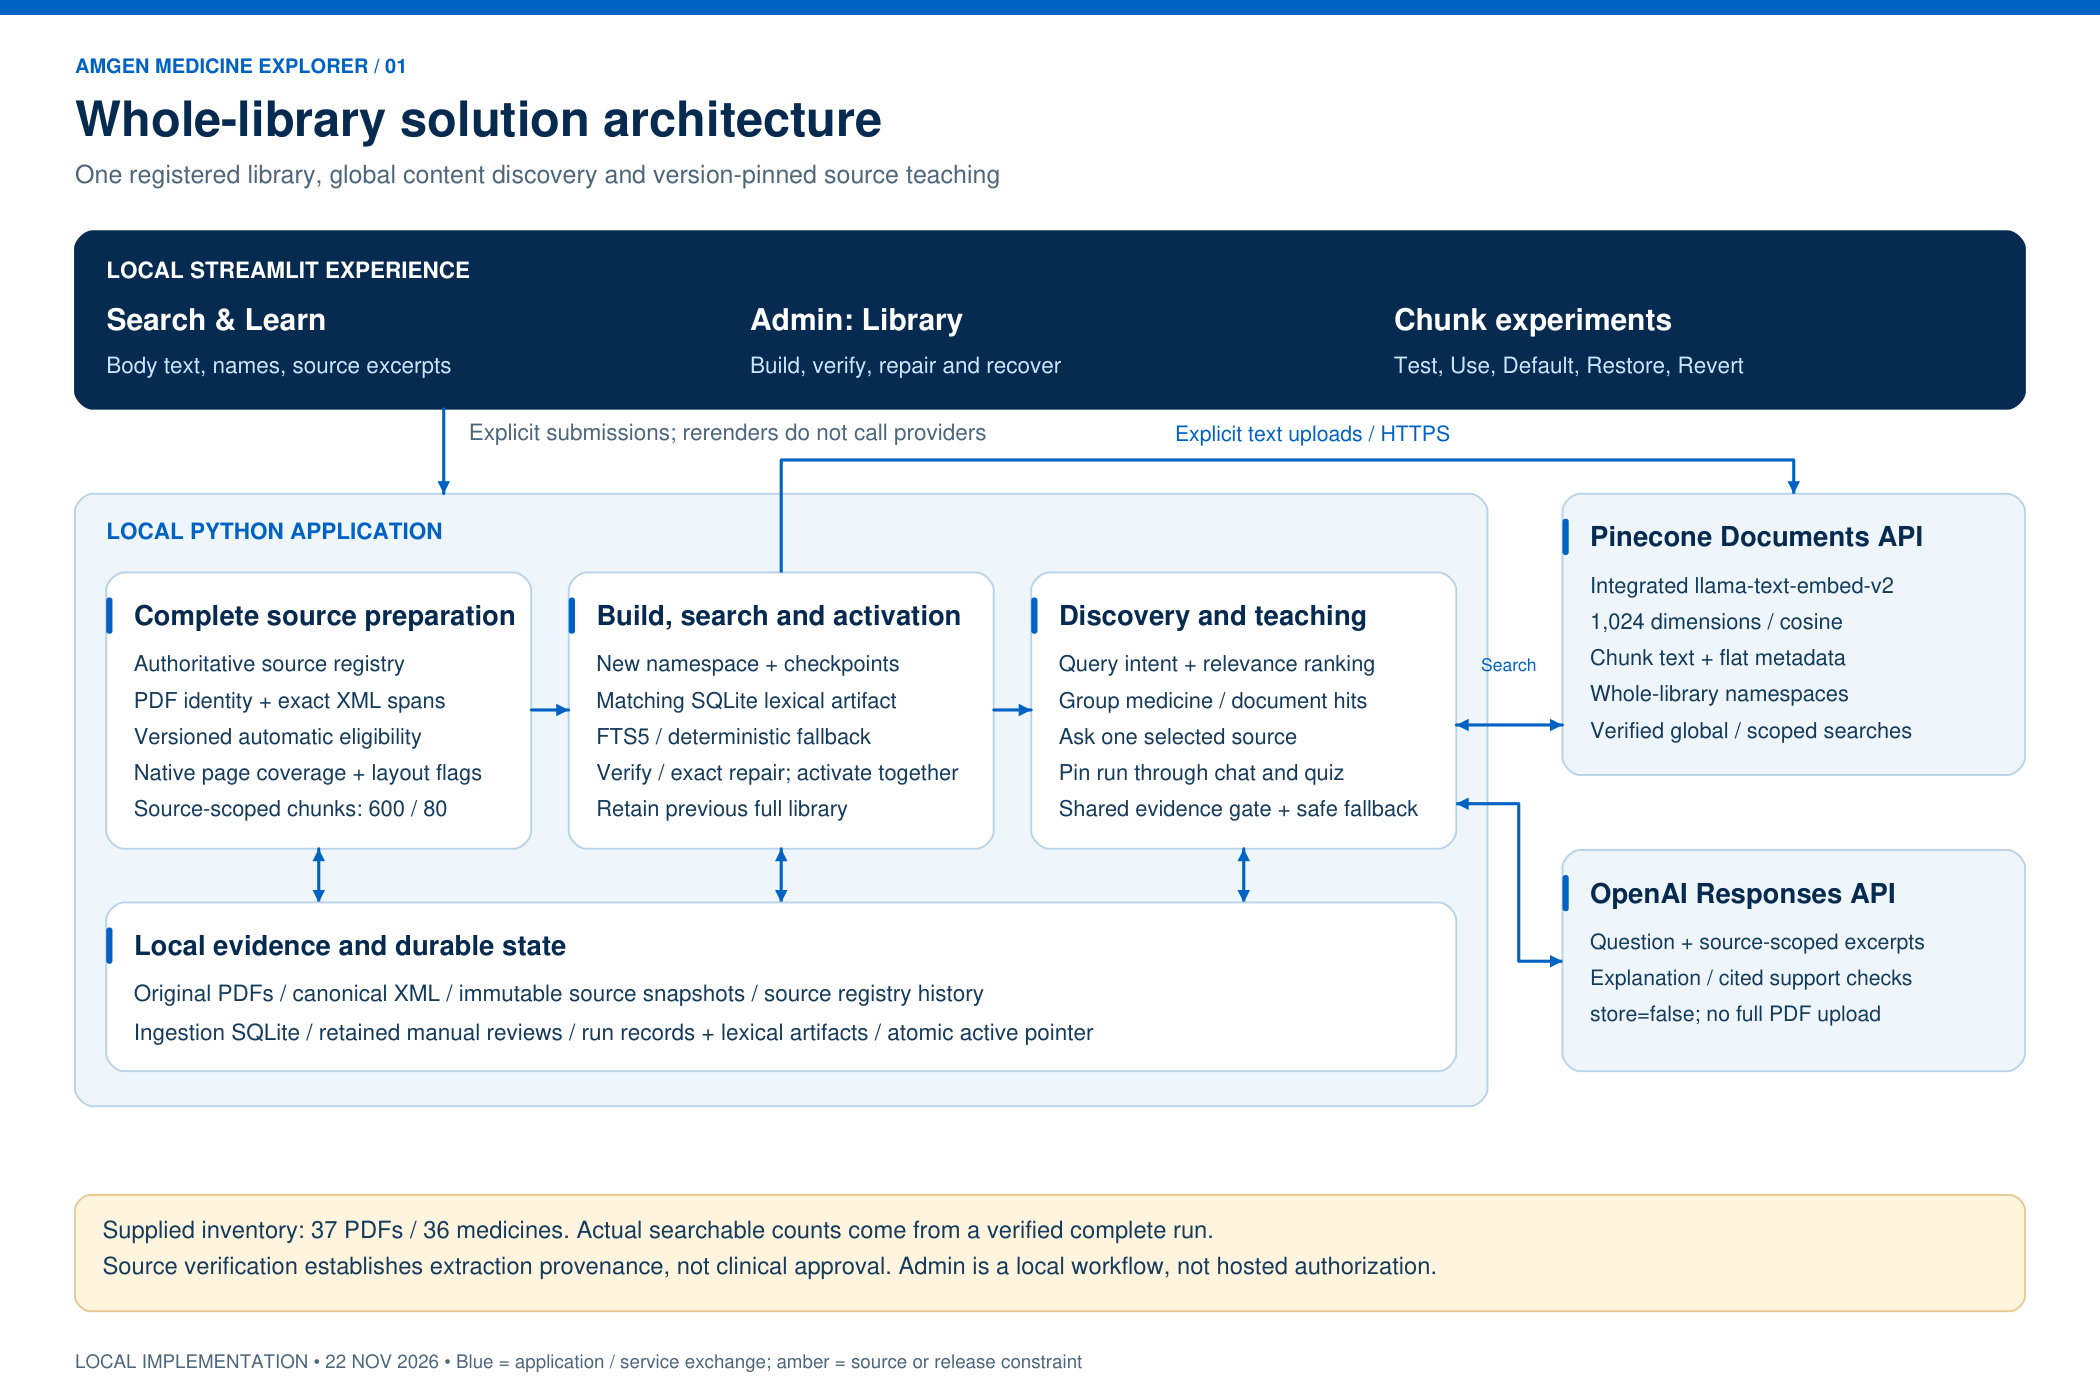 AMGEN MEDICINE EXPLORER / 01
Whole-library solution architecture
One registered library, global content discovery and version-pinned source teaching
LOCAL STREAMLIT EXPERIENCE
Search & Learn
Body text, names, source excerpts
Admin: Library
Build, verify, repair and recover
Chunk experiments
Test, Use, Default, Restore, Revert
Explicit submissions; rerenders do not call providers
Explicit text uploads / HTTPS
LOCAL PYTHON APPLICATION
Complete source preparation
Authoritative source registry
PDF identity + exact XML spans
Versioned automatic eligibility
Native page coverage + layout flags
Source-scoped chunks: 600 / 80
Build, search and activation
New namespace + checkpoints
Matching SQLite lexical artifact
FTS5 / deterministic fallback
Verify / exact repair; activate together
Retain previous full library
Discovery and teaching
Query intent + relevance ranking
Group medicine / document hits
Ask one selected source
Pin run through chat and quiz
Shared evidence gate + safe fallback
Search
Pinecone Documents API
Integrated llama-text-embed-v2
1,024 dimensions / cosine
Chunk text + flat metadata
Whole-library namespaces
Verified global / scoped searches
OpenAI Responses API
Question + source-scoped excerpts
Explanation / cited support checks
store=false; no full PDF upload
Local evidence and durable state
Original PDFs / canonical XML / immutable source snapshots / source registry history
Ingestion SQLite / retained manual reviews / run records + lexical artifacts / atomic active pointer
Supplied inventory: 37 PDFs / 36 medicines. Actual searchable counts come from a verified complete run.
Source verification establishes extraction provenance, not clinical approval. Admin is a local workflow, not hosted authorization.
LOCAL IMPLEMENTATION • 22 NOV 2026 • Blue = application / service exchange; amber = source or release constraint